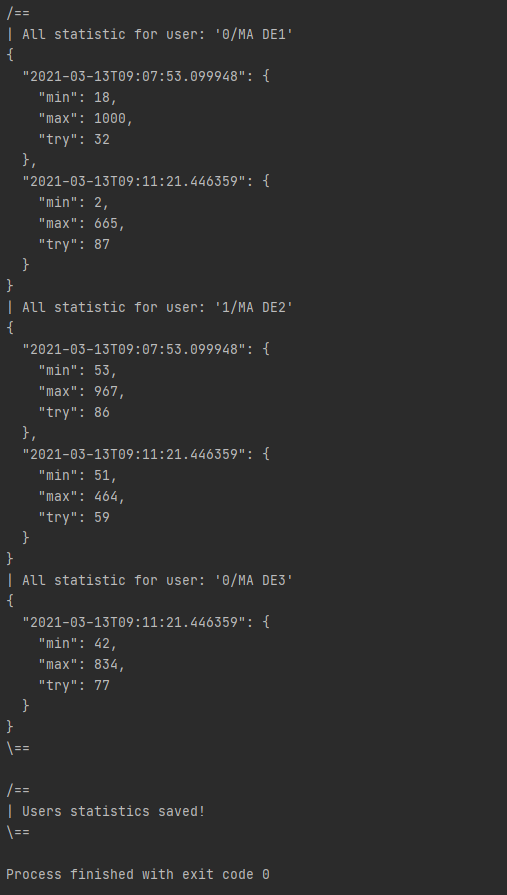 /==
| All statistic for user: '0/MA DE1'
{
  "2021-03-13T09:07:53.099948": {
    "min": 18,
    "max": 1000,
    "try": 32
  },
  "2021-03-13T09:11:21.446359": {
    "min": 2,
    "max": 665,
    "try": 87
  }
}
| All statistic for user: '1/MA DE2'
{
  "2021-03-13T09:07:53.099948": {
    "min": 53,
    "max": 967,
    "try": 86
  },
  "2021-03-13T09:11:21.446359": {
    "min": 51,
    "max": 464,
    "try": 59
  }
}
| All statistic for user: '0/MA DE3'
{
  "2021-03-13T09:11:21.446359": {
    "min": 42,
    "max": 834,
    "try": 77
  }
}
\==

/==
| Users statistics saved!
\==

Process finished with exit code 0